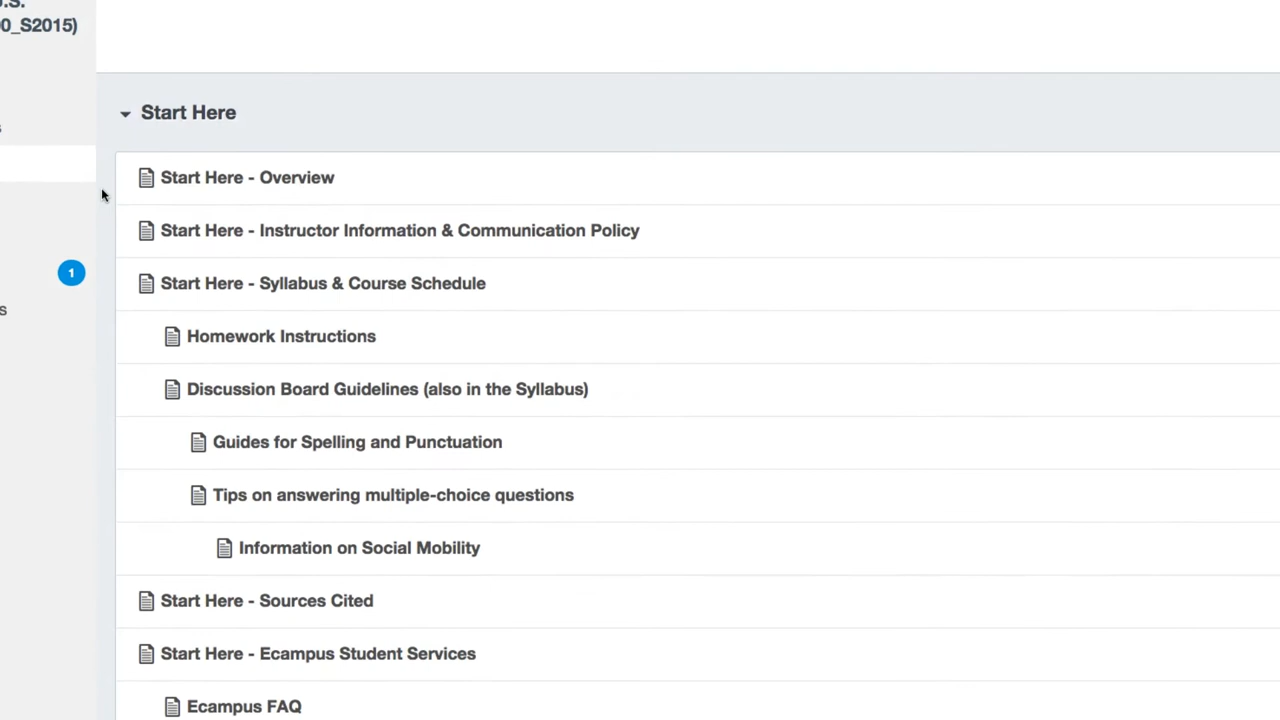 .S.
0_S2015)
s
1
s
Start Here
Start Here - Overview
Start Here - Instructor Information & Communication Policy
Start Here - Syllabus & Course Schedule
Homework Instructions
Discussion Board Guidelines (also in the Syllabus)
Guides for Spelling and Punctuation
Tips on answering multiple-choice questions
Information on Social Mobility
Start Here - Sources Cited
Start Here - Ecampus Student Services
Ecampus FAQ